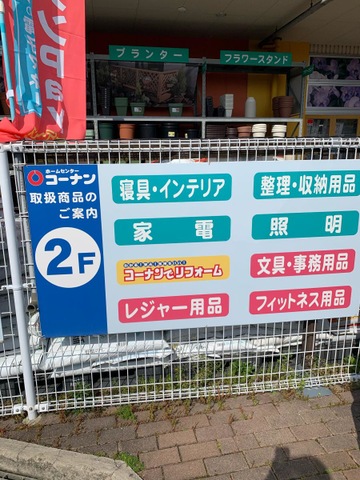 プランター
フラワースタンド
ホームセンター
コーナン
取扱商品の
ご案内
2F
寝具・インテリア
整理・収納用品
家電
照明
コーナンでリフォーム
文具・事務用品
レジャー用品
フィットネス用品